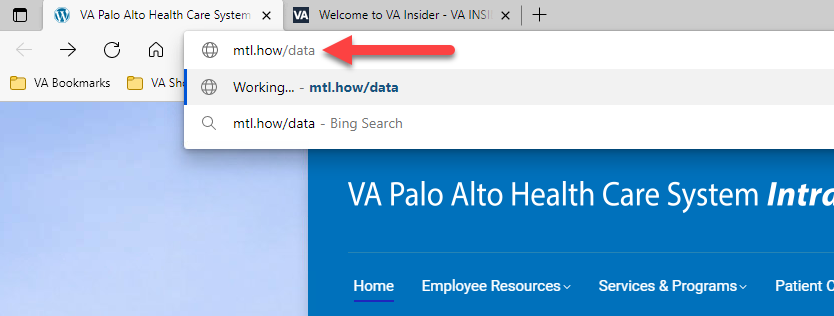 VA Palo Alto Health Care System
VA Welcome to VA Insider - VA INSI
mtl.how/data
VA Bookmarks VA Sho
Working... - mtl.how/data
mtl.how/data - Bing Search
VA Palo Alto Health Care System Intra
Home Employee Resources Services & Programs Patient C